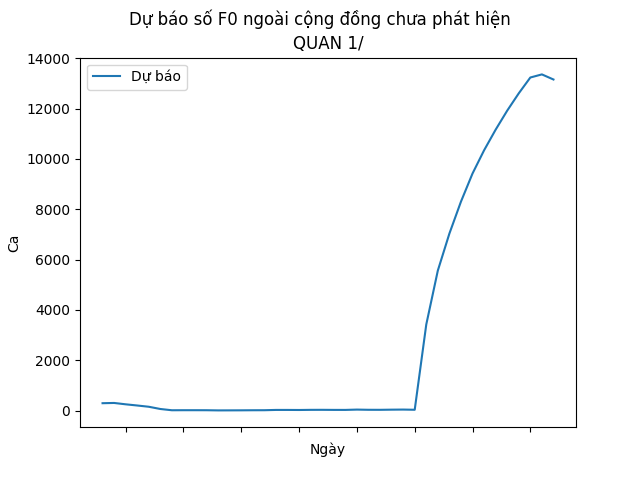 Dự báo số F0 ngoài cộng đồng chưa phát hiện
QUAN 1/
Dự báo
14000
12000
10000
8000
6000
4000
2000
0
Ca
Ngày